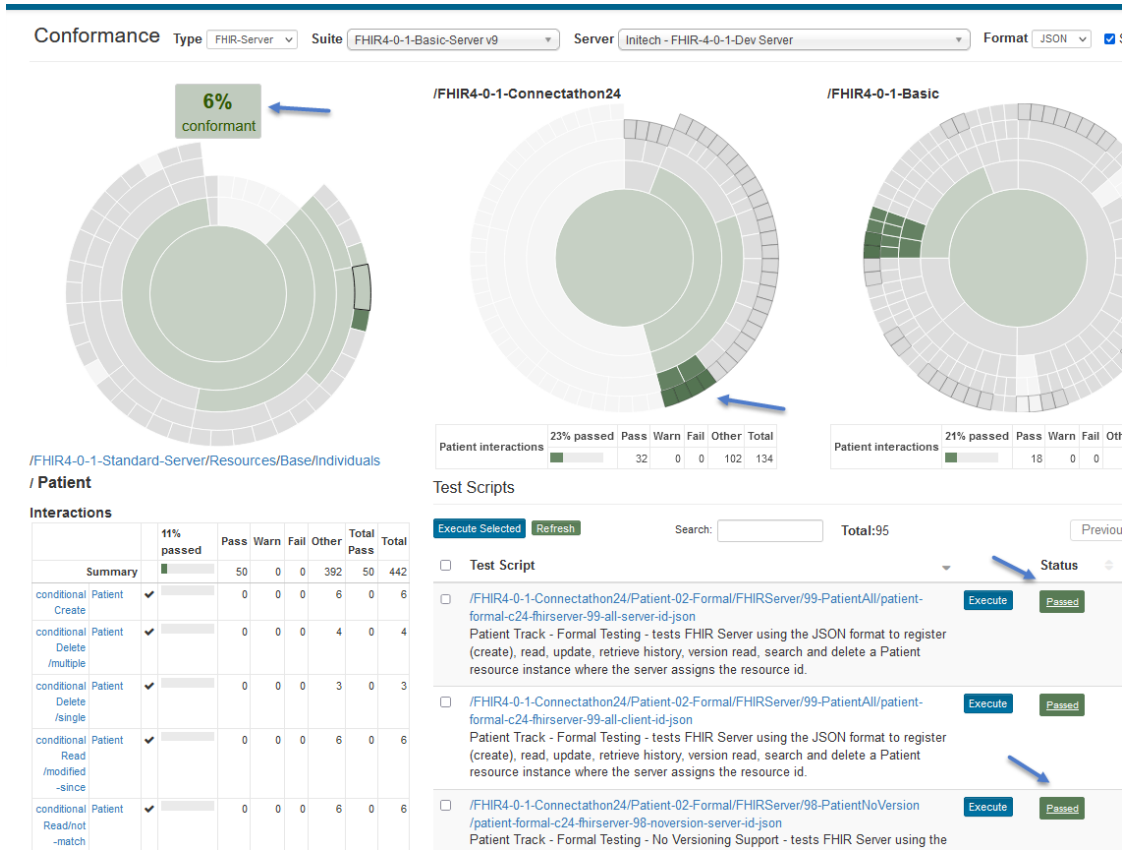 Conformance Type FHIR-Server Suite FHIR4-0-1-Basic-Server v9 Server Initech - FHIR-4-0-1-Dev Server Format JSON S
6%
conformant
/FHIR4-0-1-Standard-Server/Resources/Base/Individuals
/ Patient
Interactions
11% passed Pass Warn Fail Other Total Pass Total
Summary 50 0 0 392 50 442
conditional Create Patient 0 0 0 6 0 6
conditional Delete /multiple Patient 0 0 0 4 0 4
conditional Delete /single Patient 0 0 0 3 0 3
conditional Read /modified -since Patient 0 0 0 6 0 6
conditional Read/not -match Patient 0 0 0 6 0 6
/FHIR4-0-1-Connectathon24
Patient interactions 23% passed Pass Warn Fail Other Total
32 0 0 102 134
/FHIR4-0-1-Basic
Patient interactions 21% passed Pass Warn Fail Oth
18 0 0
Test Scripts
Execute Selected Refresh Search: Total:95 Previou
Test Script Status
/FHIR4-0-1-Connectathon24/Patient-02-Formal/FHIRServer/99-PatientAll/patient- Execute Passed
formal-c24-fhirserver-99-all-server-id-json
Patient Track - Formal Testing - tests FHIR Server using the JSON format to register
(create), read, update, retrieve history, version read, search and delete a Patient
resource instance where the server assigns the resource id.
/FHIR4-0-1-Connectathon24/Patient-02-Formal/FHIRServer/99-PatientAll/patient- Execute Passed
formal-c24-fhirserver-99-all-client-id-json
Patient Track - Formal Testing - tests FHIR Server using the JSON format to register
(create), read, update, retrieve history, version read, search and delete a Patient
resource instance where the server assigns the resource id.
/FHIR4-0-1-Connectathon24/Patient-02-Formal/FHIRServer/98-PatientNoVersion Execute Passed
/patient-formal-c24-fhirserver-98-noversion-server-id-json
Patient Track - Formal Testing - No Versioning Support - tests FHIR Server using the